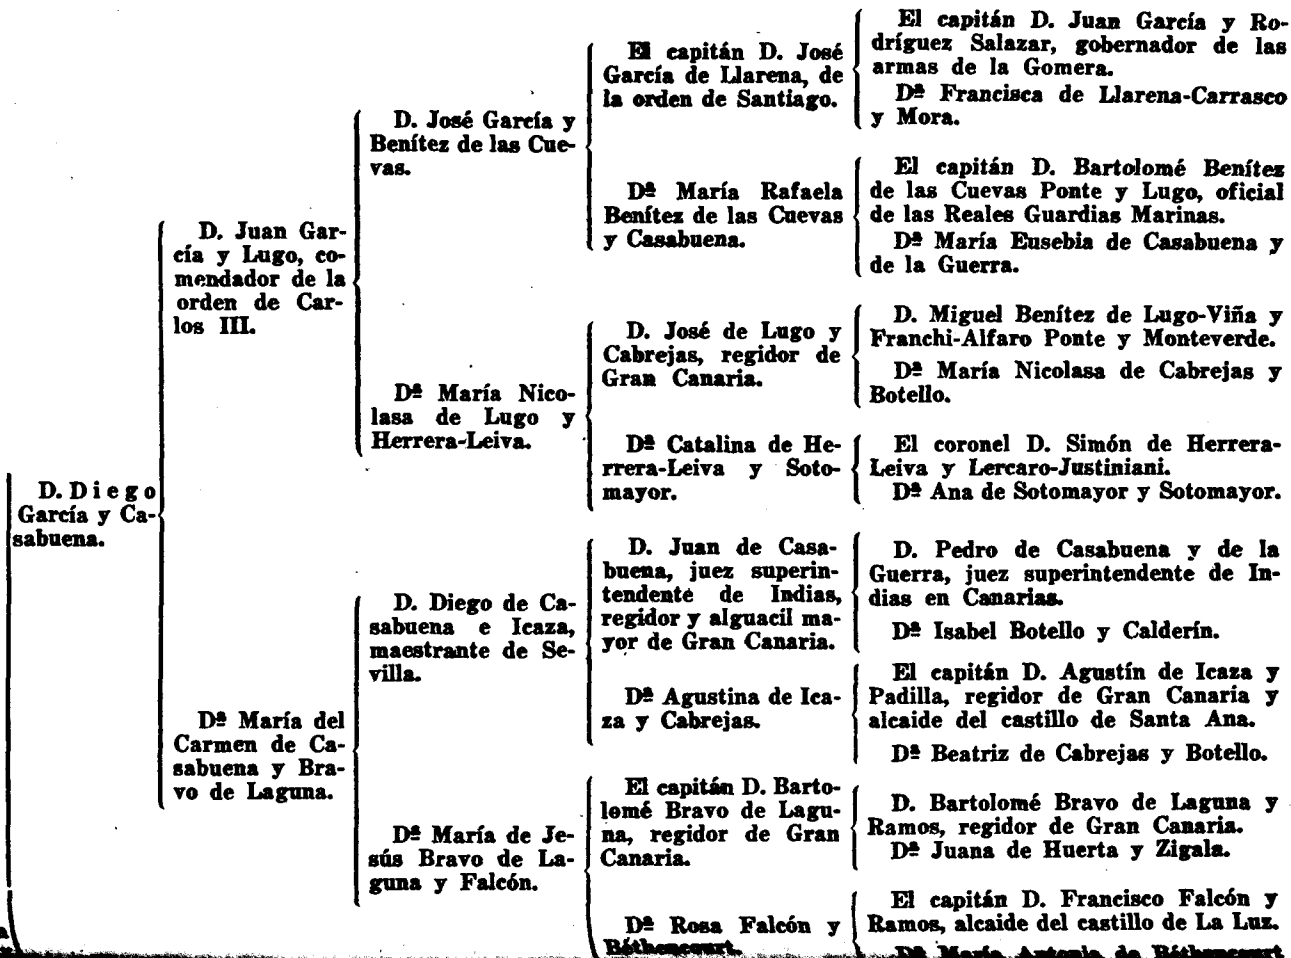 D. Diego
García y Ca-
sabuena.
D. Juan Gar-
cía y Lugo, co-
mendador de la
orden de Car-
los III.
Dª María del
Carmen de Ca-
sabuena y Bra-
vo de Laguna.
D. José García y
Benítez de las Cue-
vas.
Dª María Nico-
lasa de Lugo y
Herrera-Leiva.
D. Diego de Ca-
sabuena e Icaza,
maestrante de Se-
villa.
Dª María de Je-
sús Bravo de La-
guna y Falcón.
El capitán D. José
García de Llarena, de
la orden de Santiago.
Dª María Rafaela
Benítez de las Cuevas
y Casabuena.
D. José de Lugo y
Cabrejas, regidor de
Gran Canaria.
Dª Catalina de He-
rrera-Leiva y Soto-
mayor.
D. Juan de Casa-
buena, juez superin-
tendente de Indias,
regidor y alguacil ma-
yor de Gran Canaria.
Dª Agustina de Ica-
za y Cabrejas.
El capitán D. Barto-
lomé Bravo de Lagu-
na, regidor de Gran
Canaria.
Dª Rosa Falcón y
Béthencourt.
El capitán D. Juan García y Ro-
dríguez Salazar, gobernador de las
armas de la Gomera.
Dª Francisca de Llarena-Carrasco
y Mora.
El capitán D. Bartolomé Benítez
de las Cuevas Ponte y Lugo, oficial
de las Reales Guardias Marinas.
Dª María Eusebia de Casabuena y
de la Guerra.
D. Miguel Benítez de Lugo-Viña y
Franchi-Alfaro Ponte y Monteverde.
Dª María Nicolasa de Cabrejas y
Botello.
El coronel D. Simón de Herrera-
Leiva y Lercaro-Justiniani.
Dª Ana de Sotomayor y Sotomayor.
D. Pedro de Casabuena y de la
Guerra, juez superintendente de In-
dias en Canarias.
Dª Isabel Botello y Calderín.
El capitán D. Agustín de Icaza y
Padilla, regidor de Gran Canaria y
alcaide del castillo de Santa Ana.
Dª Beatriz de Cabrejas y Botello.
D. Bartolomé Bravo de Laguna y
Ramos, regidor de Gran Canaria.
Dª Juana de Huerta y Zigala.
El capitán D. Francisco Falcón y
Ramos, alcaide del castillo de La Luz.
Dª María Antonia de Béthencourt